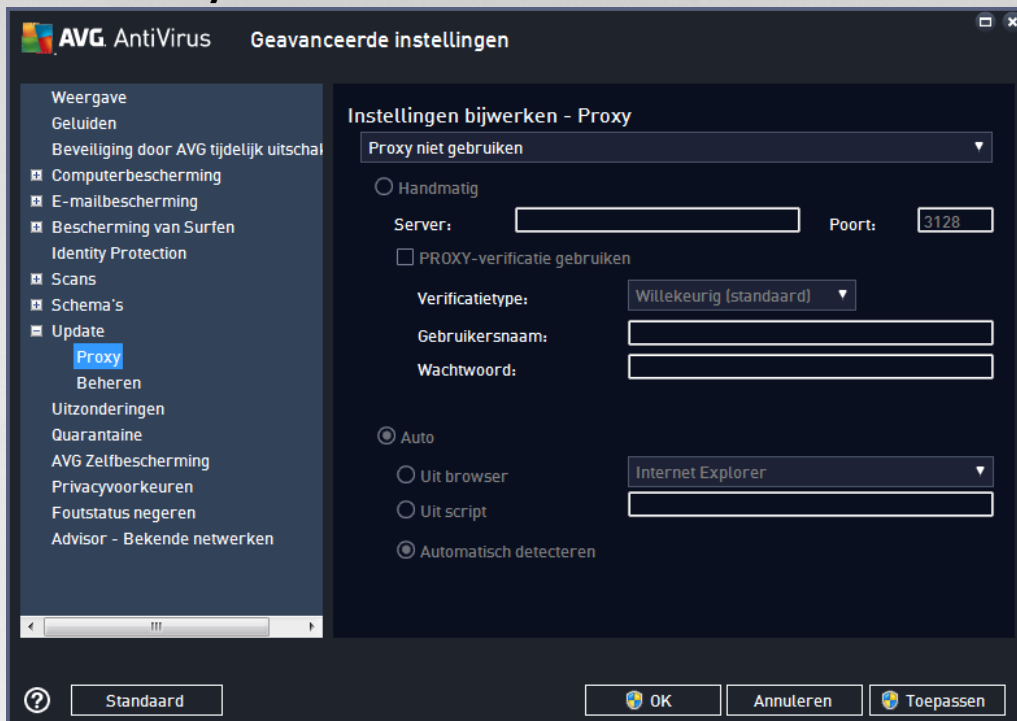 AVG AntiVirus Geavanceerde instellingen
Weergave
Geluiden
Beveiliging door AVG tijdelijk uitschak
Computerbescherming
E-mailbescherming
Bescherming van Surfen
Identity Protection
Scans
Schema's
Update
Proxy
Beheren
Uitzonderingen
Quarantaine
AVG Zelfbescherming
Privacyvoorkeuren
Foutstatus negeren
Advisor - Bekende netwerken
Instellingen bijwerken - Proxy
Proxy niet gebruiken
Handmatig
Server: Poort: 3128
PROXY-verificatie gebruiken
Verificatietype: Willekeurig (standaard)
Gebruikersnaam:
Wachtwoord:
Auto
Uit browser Internet Explorer
Uit script
Automatisch detecteren
Standaard OK Annuleren Toepassen